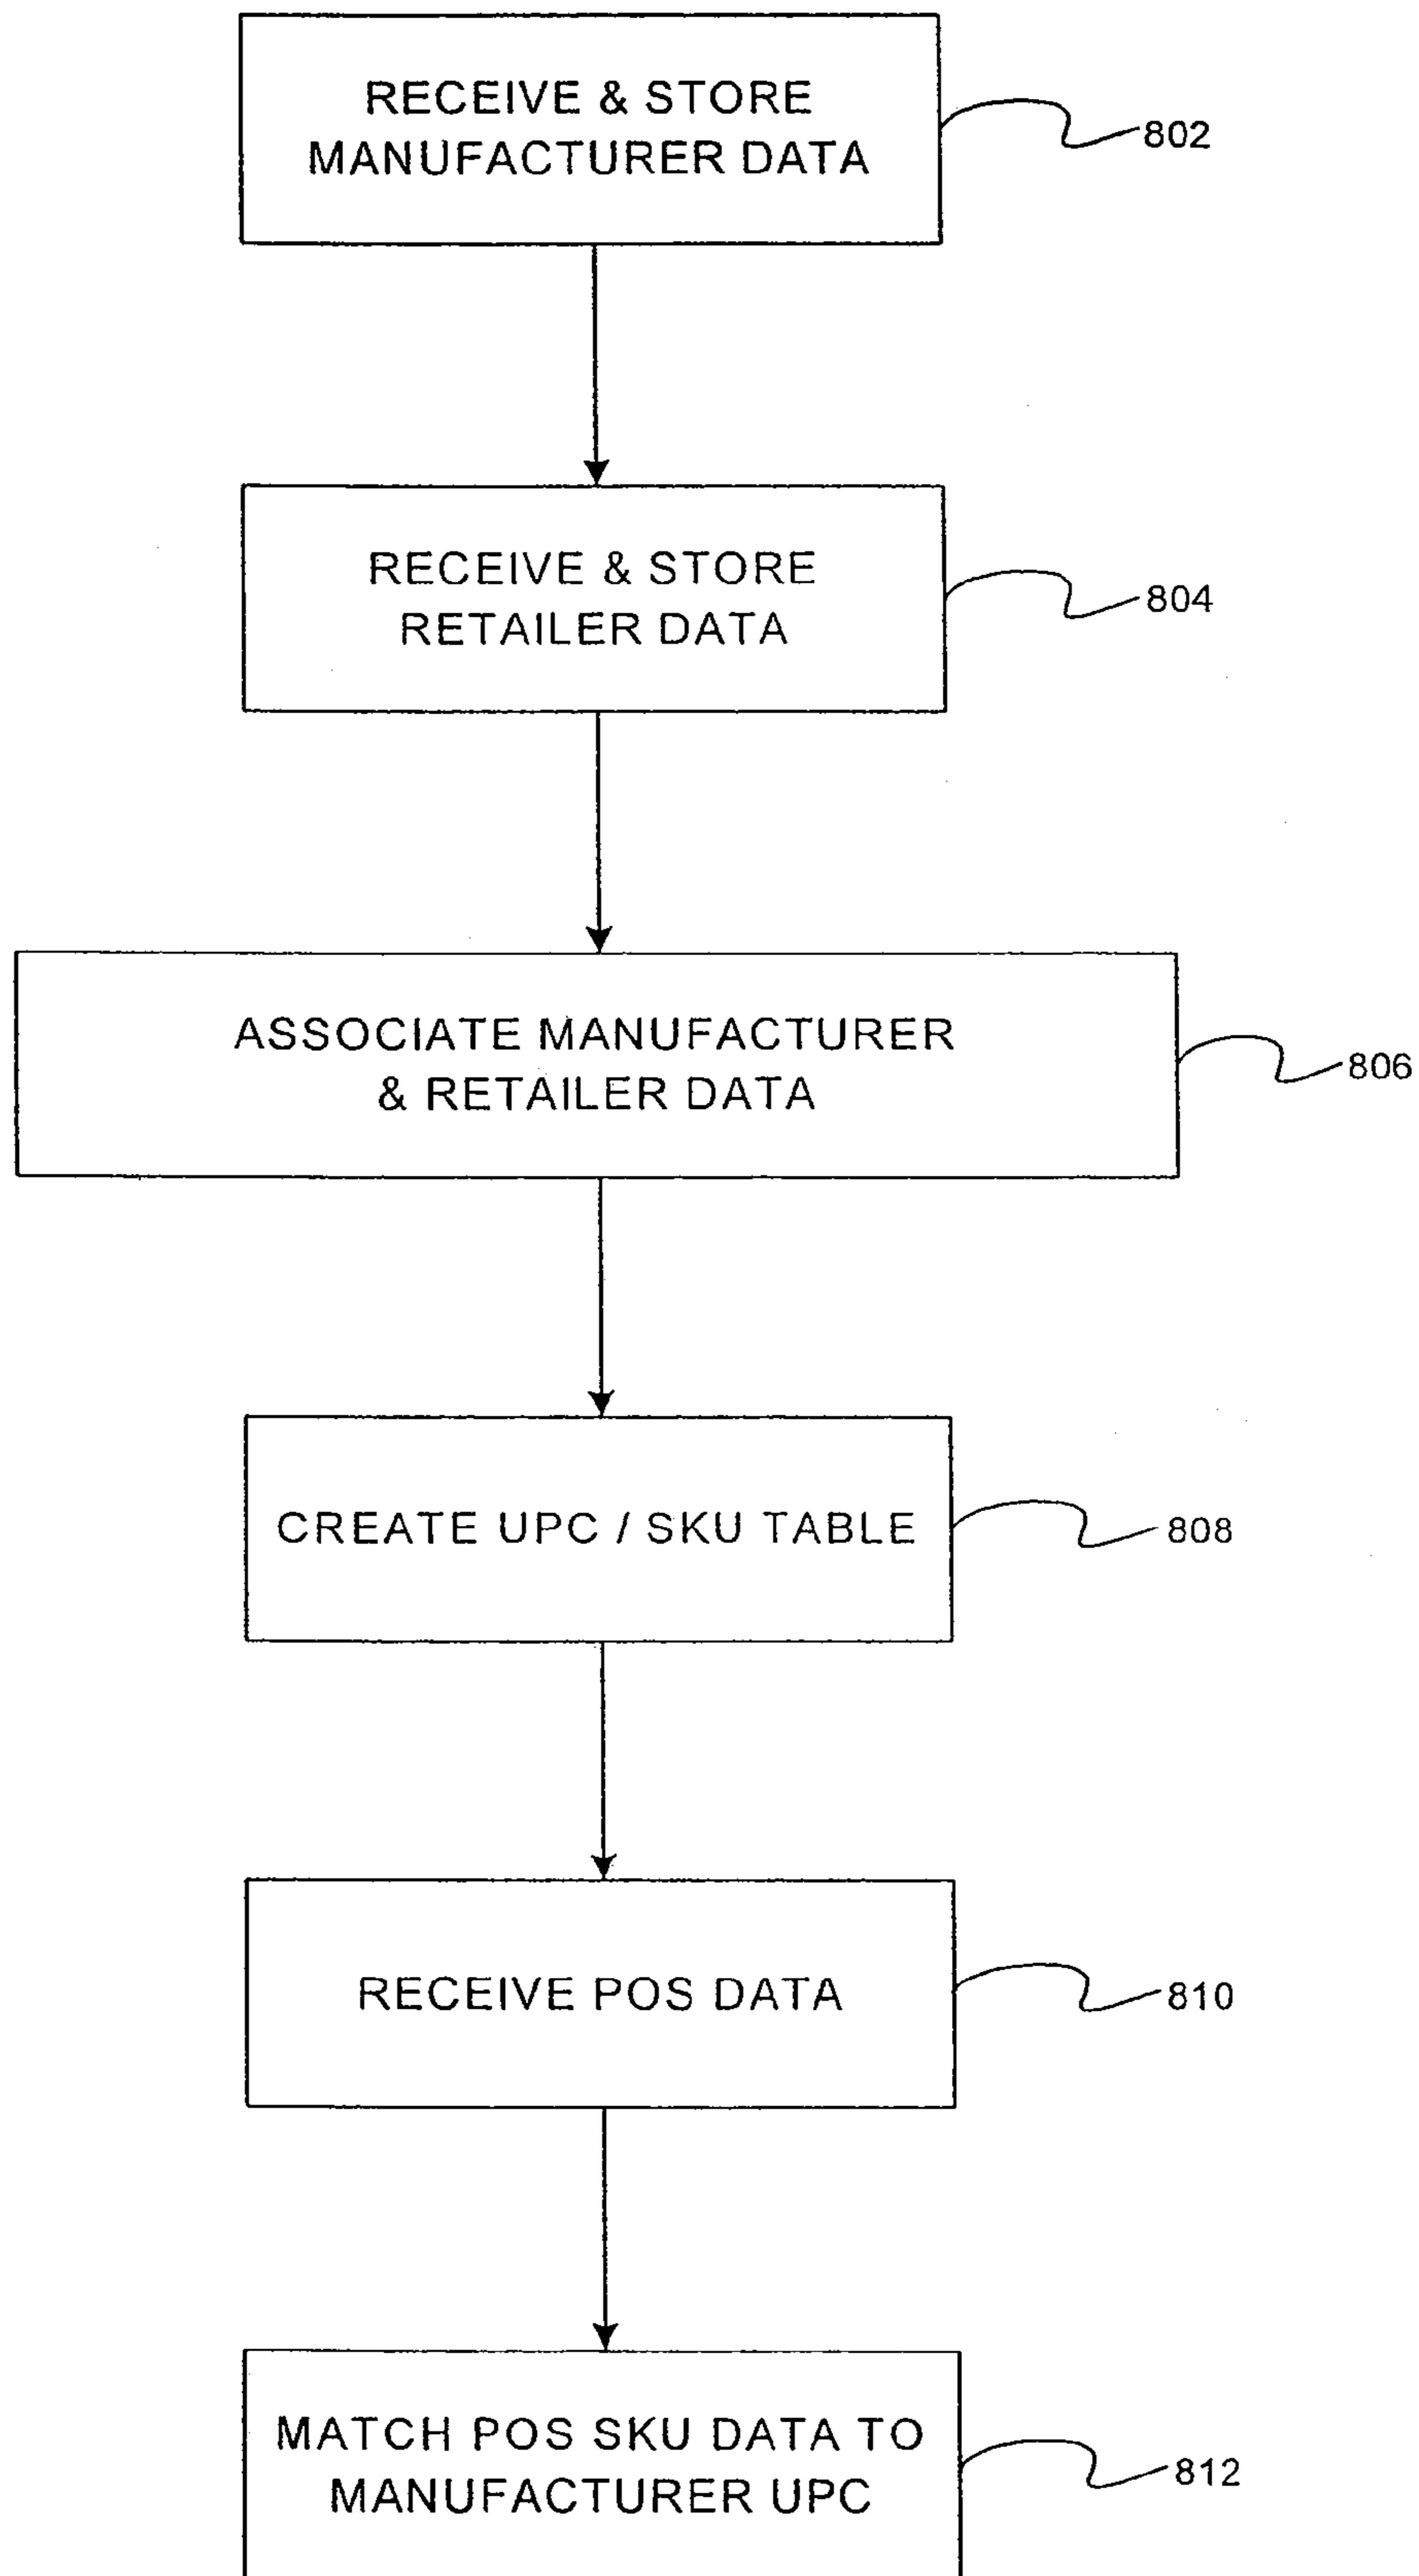 RECEIVE & STORE
MANUFACTURER DATA
802
RECEIVE & STORE
RETAILER DATA
804
ASSOCIATE MANUFACTURER
& RETAILER DATA
806
CREATE UPC / SKU TABLE
808
RECEIVE POS DATA
810
MATCH POS SKU DATA TO
MANUFACTURER UPC
812